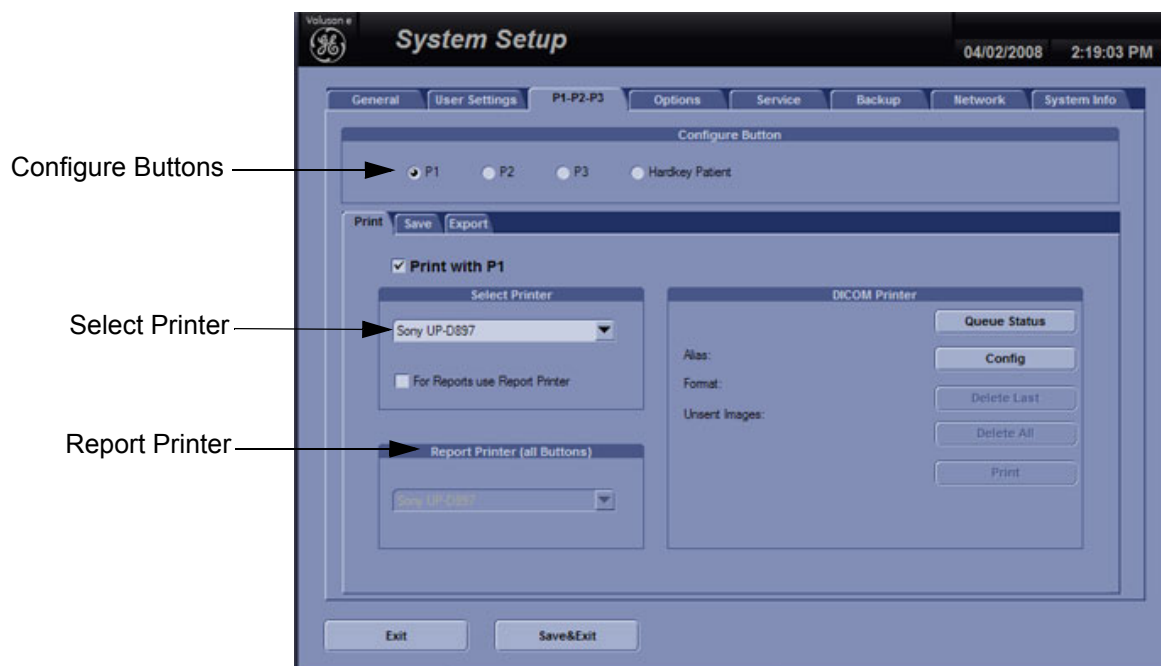 Voluson e
System Setup
04/02/2008 2:19:03 PM
General User Settings P1-P2-P3 Options Service Backup Network System Info
Configure Button
Configure Buttons
P1 P2 P3 Hardkey Patient
Print Save Export
Print with P1
Select Printer
DICOM Printer
Select Printer
Sony UP-D897
Queue Status
Alias:
Config
For Reports use Report Printer
Format:
Delete Last
Unsent Images:
Delete All
Report Printer
Report Printer (all Buttons)
Print
Sony UP-D897
Exit Save&Exit